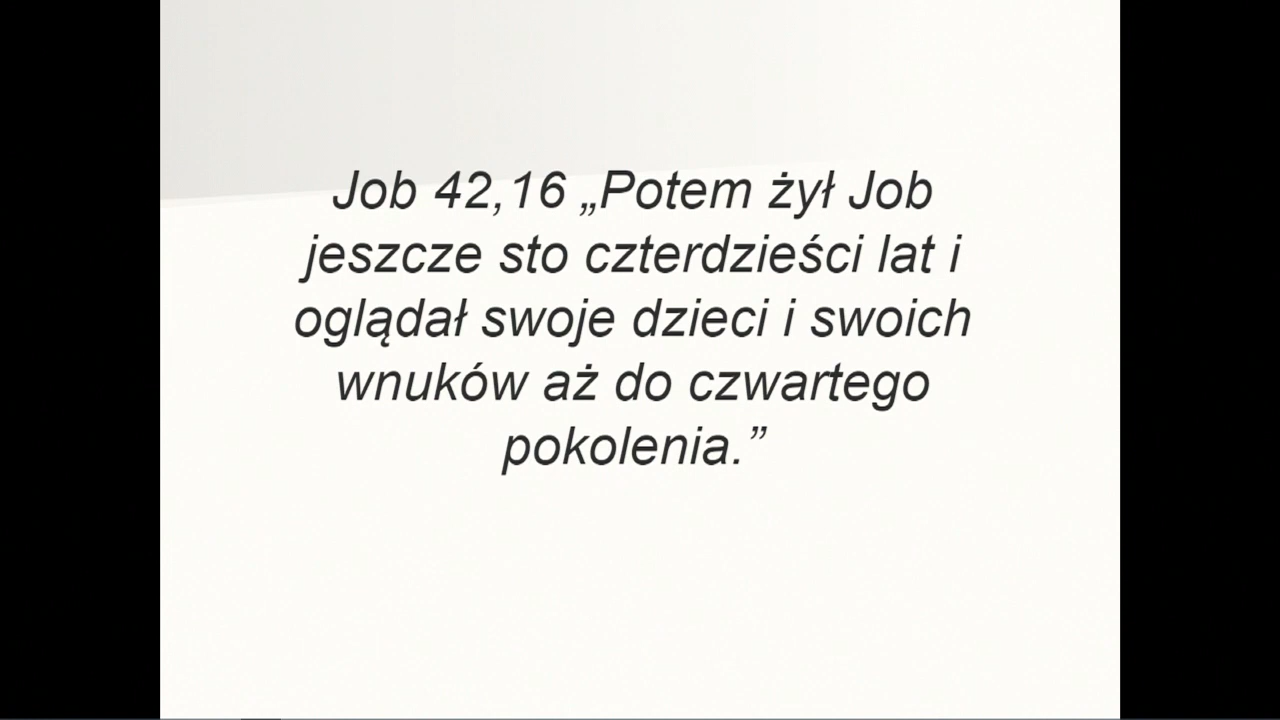 Job 42,16 „Potem żył Job
jeszcze sto czterdzieści lat i
oglądał swoje dzieci i swoich
wnuków aż do czwartego
pokolenia.”